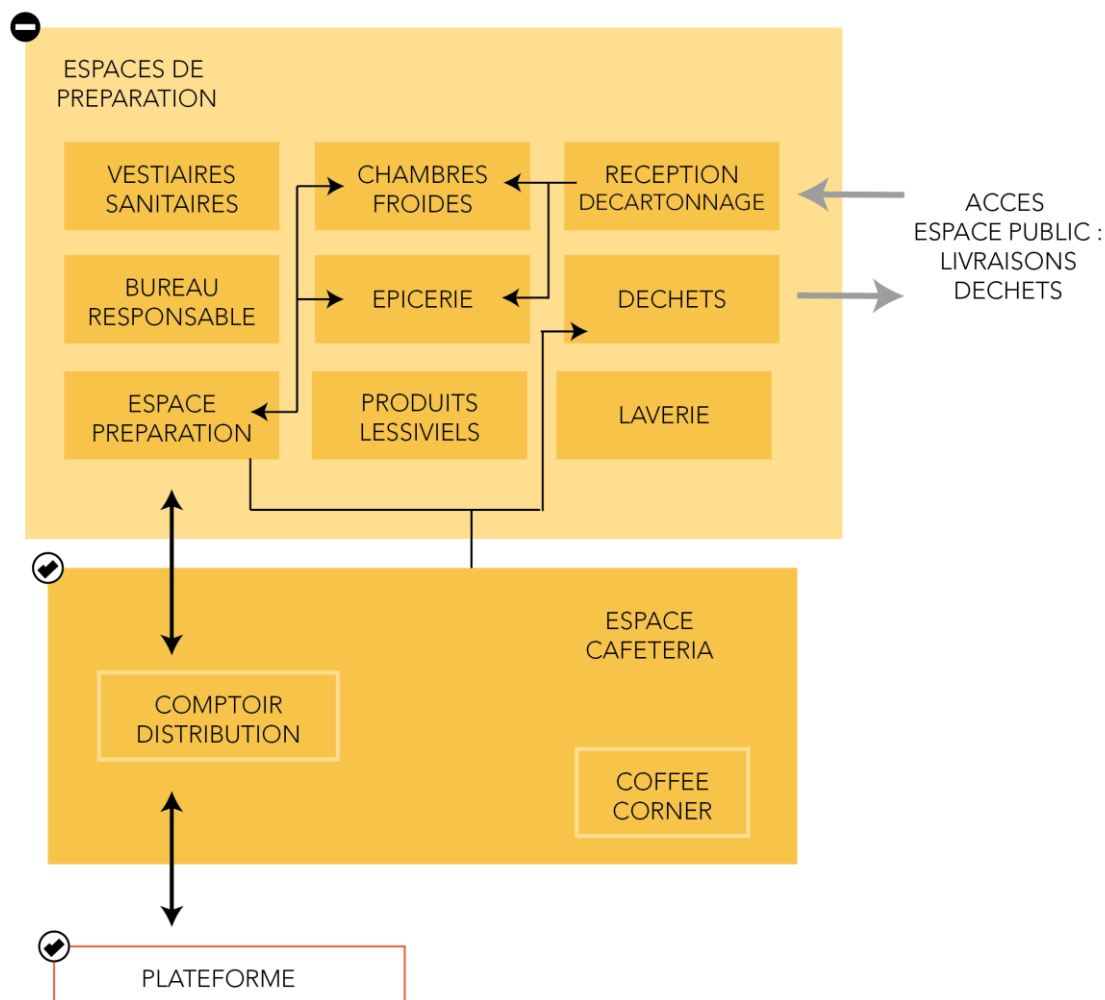 ESPACES DE
PREPARATION
VESTIAIRES
SANITAIRES
CHAMBRES
FROIDES
RECEPTION
DECARTONNAGE
ACCES
ESPACE PUBLIC :
LIVRAISONS
DECHETS
BUREAU
RESPONSABLE
EPICERIE
DECHETS
ESPACE
PREPARATION
PRODUITS
LESSIVIELS
LAVERIE
ESPACE
CAFETERIA
COMPTOIR
DISTRIBUTION
COFFEE
CORNER
PLATEFORME